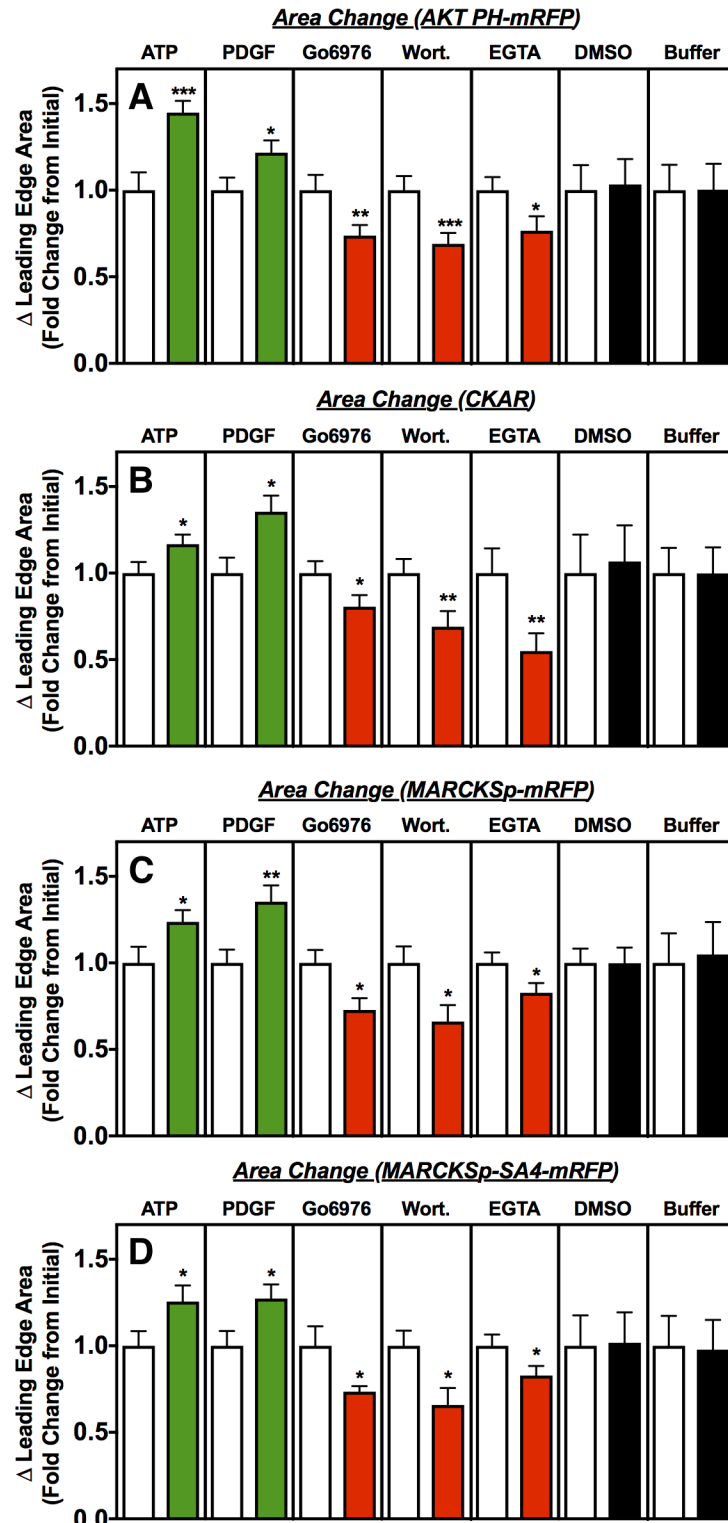 Area Change (AKT PH-mRFP)
ATP PDGF Go6976 Wort. EGTA DMSO Buffer
A
Δ Leading Edge Area
(Fold Change from Initial)
1.5
1.0
0.5
0.0
*** * ** *** *
Area Change (CKAR)
ATP PDGF Go6976 Wort. EGTA DMSO Buffer
B
Δ Leading Edge Area
(Fold Change from Initial)
1.5
1.0
0.5
0.0
* * * ** **
Area Change (MARCKSp-mRFP)
ATP PDGF Go6976 Wort. EGTA DMSO Buffer
C
Δ Leading Edge Area
(Fold Change from Initial)
1.5
1.0
0.5
0.0
* ** * * *
Area Change (MARCKSp-SA4-mRFP)
ATP PDGF Go6976 Wort. EGTA DMSO Buffer
D
Δ Leading Edge Area
(Fold Change from Initial)
1.5
1.0
0.5
0.0
* * * * *